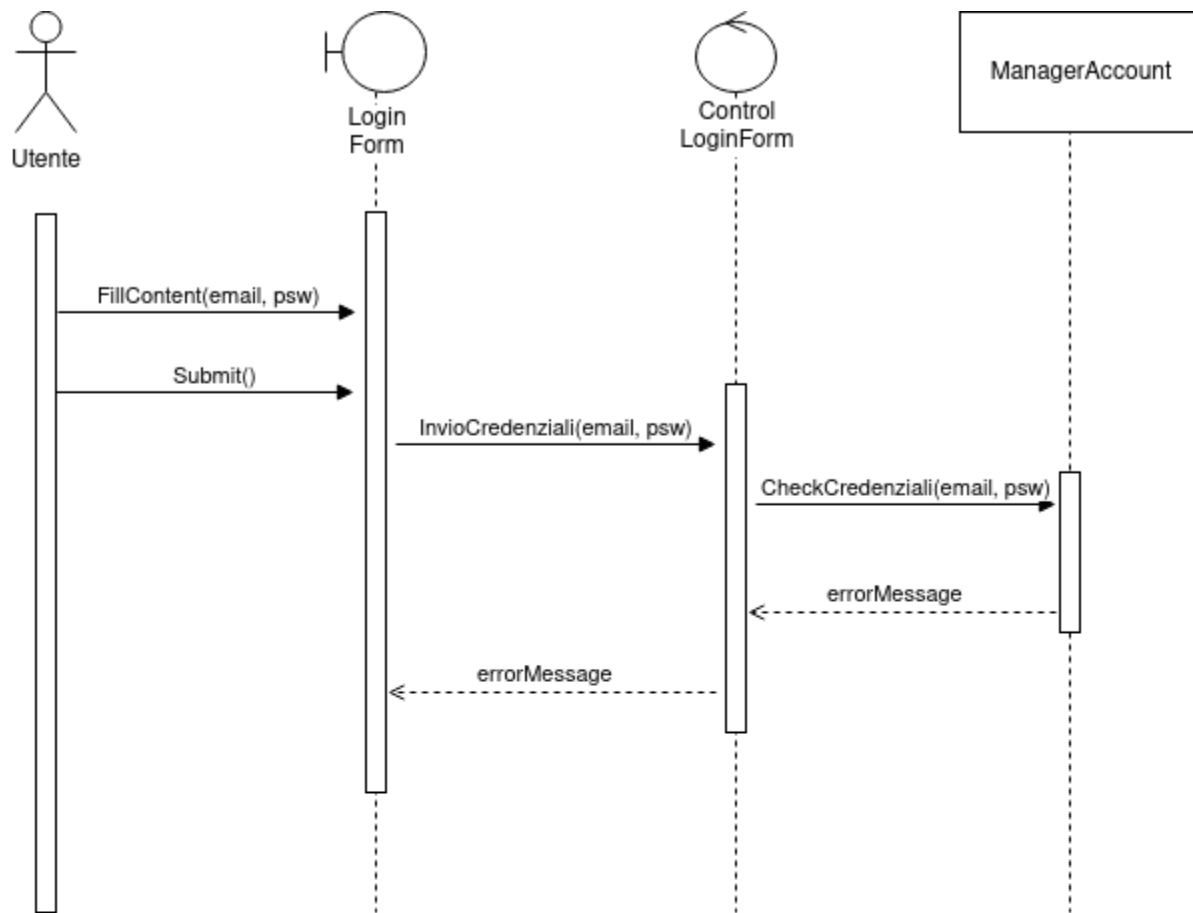 ManagerAccount
Login
Form
Control
LoginForm
Utente
FillContent(email, psw)
Submit()
InvioCredenziali(email, psw)
CheckCredenziali(email, psw)
errorMessage
errorMessage